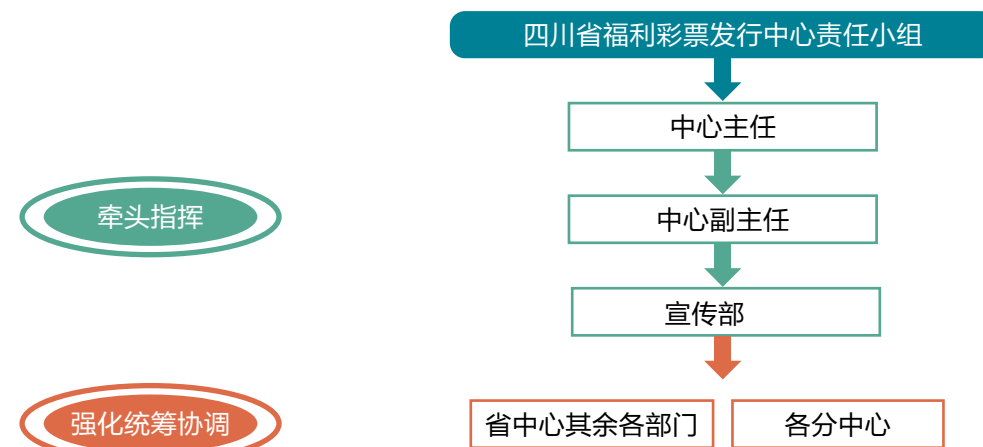 四川省福利彩票发行中心责任小组
中心主任
牵头指挥
中心副主任
宣传部
强化统筹协调
省中心其余各部门
各分中心